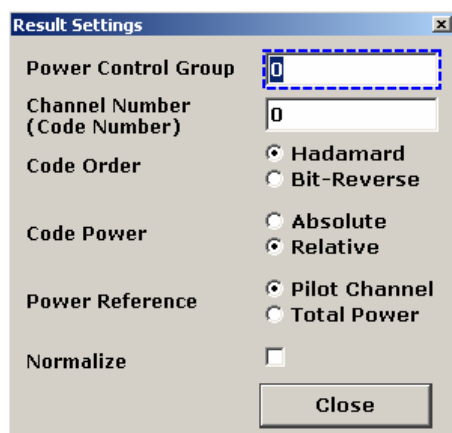 Result Settings
Power Control Group 0
Channel Number
(Code Number) 0
Code Order Hadamard
Bit-Reverse
Code Power Absolute
Relative
Power Reference Pilot Channel
Total Power
Normalize
Close